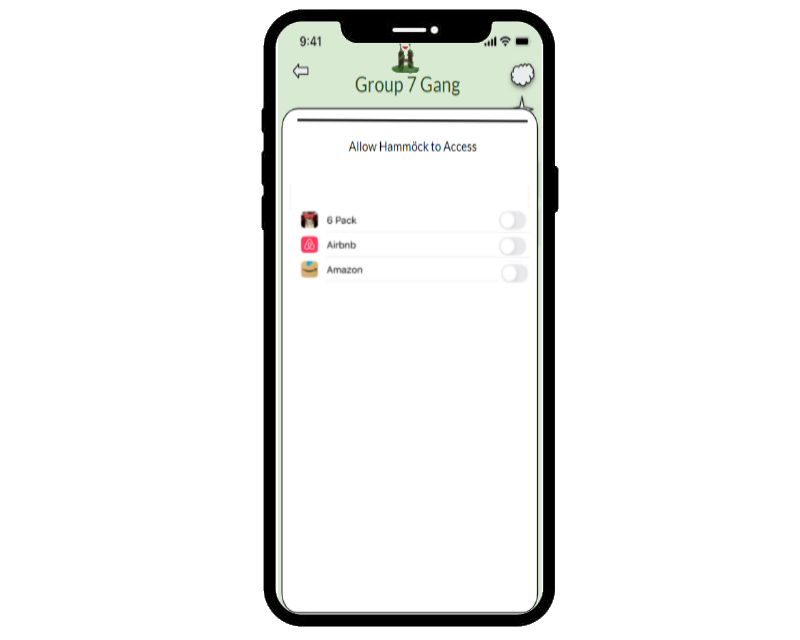 9:41
Group 7 Gang
Allow Hammöck to Access
6 Pack
Airbnb
Amazon